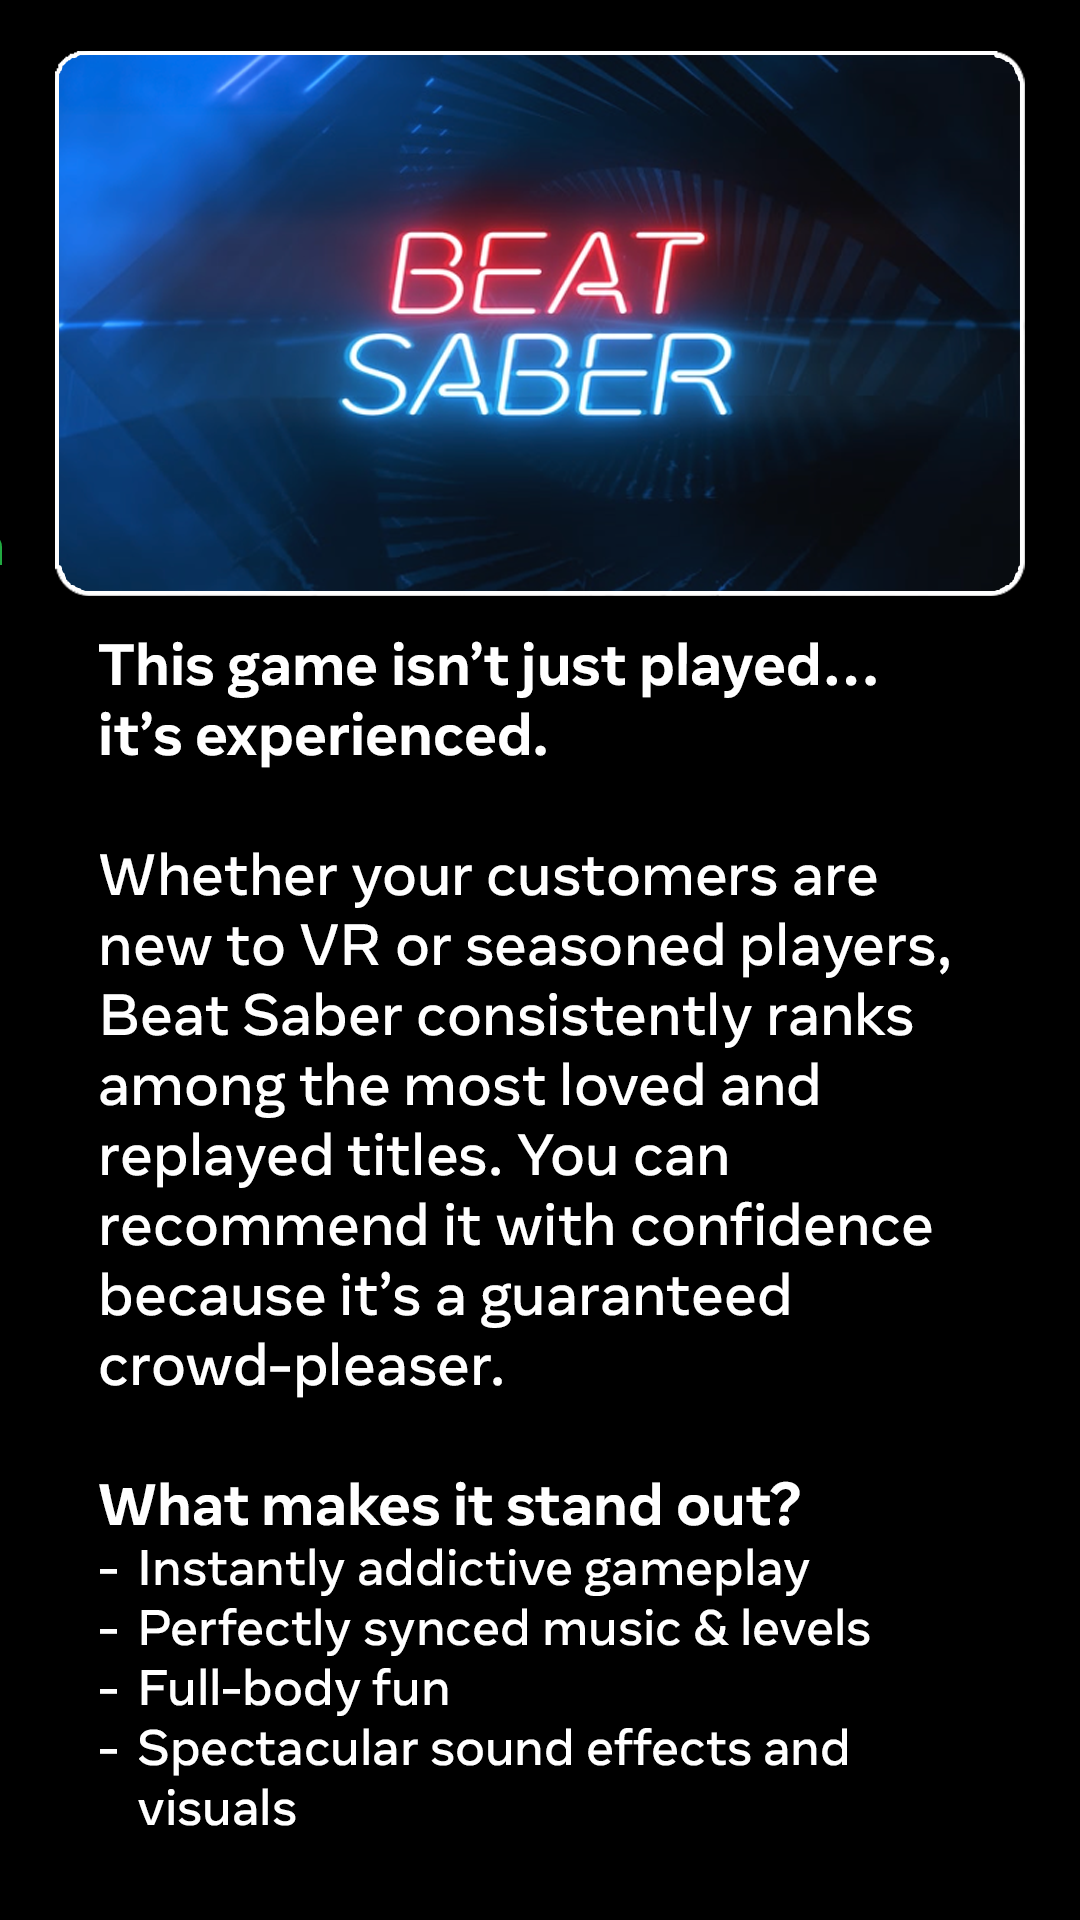 BEAT
SABER
This game isn’t just played...
it’s experienced.
Whether your customers are
new to VR or seasoned players,
Beat Saber consistently ranks
among the most loved and
replayed titles. You can
recommend it with confidence
because it’s a guaranteed
crowd-pleaser.
What makes it stand out?
- Instantly addictive gameplay
- Perfectly synced music & levels
- Full-body fun
- Spectacular sound effects and
visuals